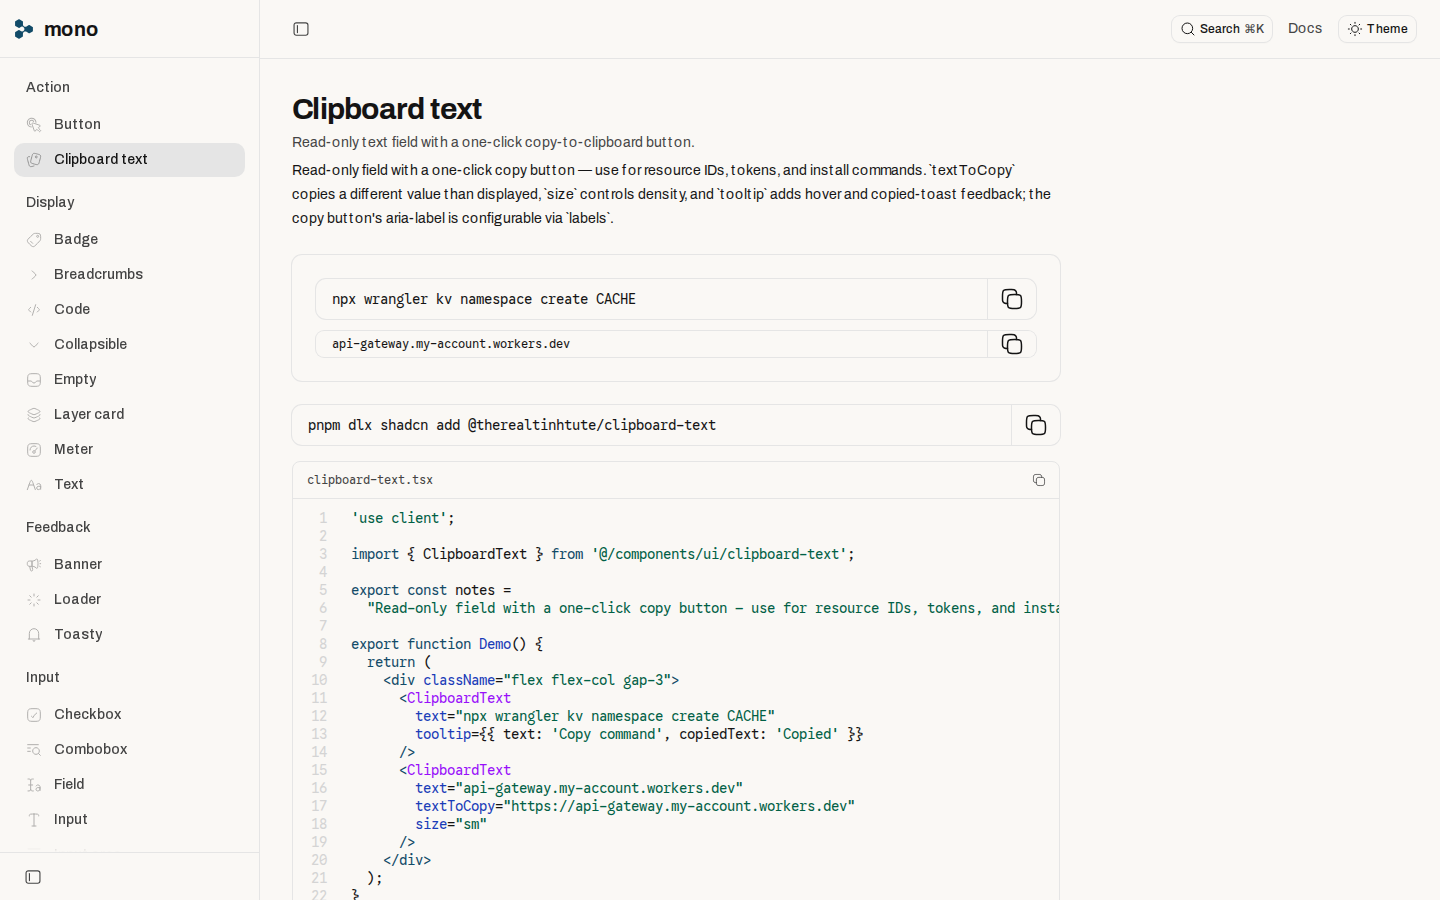 mono
Search ⌘K
Docs
Theme
Action
Button
Clipboard text
Display
Badge
Breadcrumbs
Code
Collapsible
Empty
Layer card
Meter
Text
Feedback
Banner
Loader
Toasty
Input
Checkbox
Combobox
Field
Input
Clipboard text
Read-only text field with a one-click copy-to-clipboard button.
Read-only field with a one-click copy button — use for resource IDs, tokens, and install commands. `textToCopy`
copies a different value than displayed, `size` controls density, and `tooltip` adds hover and copied-toast feedback; the
copy button's aria-label is configurable via `labels`.
npx wrangler kv namespace create CACHE
api-gateway.my-account.workers.dev
pnpm dlx shadcn add @therealtinhtute/clipboard-text
clipboard-text.tsx
1 'use client';
2
3 import { ClipboardText } from '@/components/ui/clipboard-text';
4
5 export const notes =
6 "Read-only field with a one-click copy button — use for resource IDs, tokens, and insta
7
8 export function Demo() {
9 return (
10 <div className="flex flex-col gap-3">
11 <ClipboardText
12 text="npx wrangler kv namespace create CACHE"
13 tooltip={{ text: 'Copy command', copiedText: 'Copied' }}
14 />
15 <ClipboardText
16 text="api-gateway.my-account.workers.dev"
17 textToCopy="https://api-gateway.my-account.workers.dev"
18 size="sm"
19 />
20 </div>
21 );
22 }